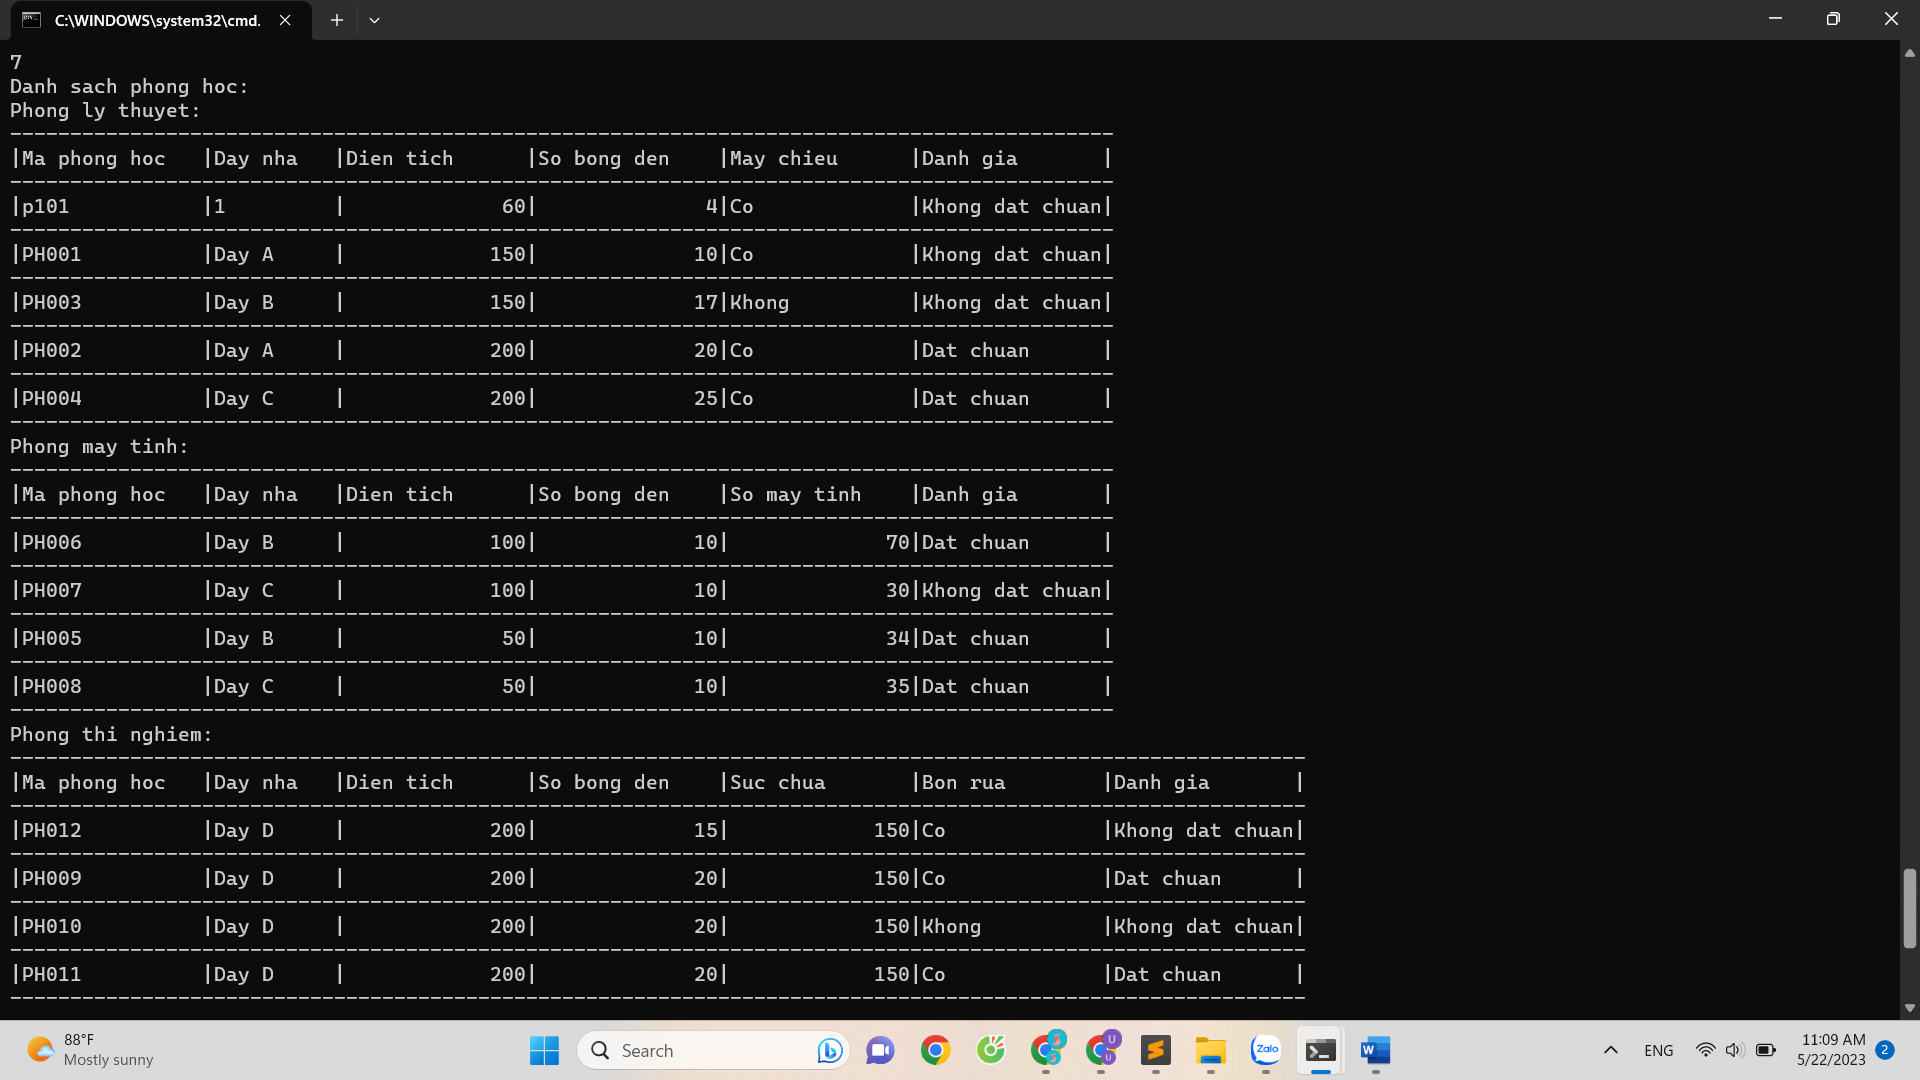 C:\WINDOWS\system32\cmd.
7
Danh sach phong hoc:
Phong ly thuyet:
---------------------------------------------------------------------------------------------
|Ma phong hoc   |Day nha   |Dien tich      |So bong den    |May chieu      |Danh gia       |
|p101           |1         |             60|              4|Co             |Khong dat chuan|
|PH001          |Day A     |            150|             10|Co             |Khong dat chuan|
|PH003          |Day B     |            150|             17|Khong          |Khong dat chuan|
|PH002          |Day A     |            200|             20|Co             |Dat chuan      |
|PH004          |Day C     |            200|             25|Co             |Dat chuan      |
Phong may tinh:
|Ma phong hoc   |Day nha   |Dien tich      |So bong den    |So may tinh    |Danh gia       |
|PH006          |Day B     |            100|             10|             70|Dat chuan      |
|PH007          |Day C     |            100|             10|             30|Khong dat chuan|
|PH005          |Day B     |             50|             10|             34|Dat chuan      |
|PH008          |Day C     |             50|             10|             35|Dat chuan      |
Phong thi nghiem:
|Ma phong hoc   |Day nha   |Dien tich      |So bong den    |Suc chua       |Bon rua        |Danh gia       |
|PH012          |Day D     |            200|             15|            150|Co             |Khong dat chuan|
|PH009          |Day D     |            200|             20|            150|Co             |Dat chuan      |
|PH010          |Day D     |            200|             20|            150|Khong          |Khong dat chuan|
|PH011          |Day D     |            200|             20|            150|Co             |Dat chuan      |
88°F
Mostly sunny
Search
U
U
Zalo
W
ENG
11:09 AM
5/22/2023
2